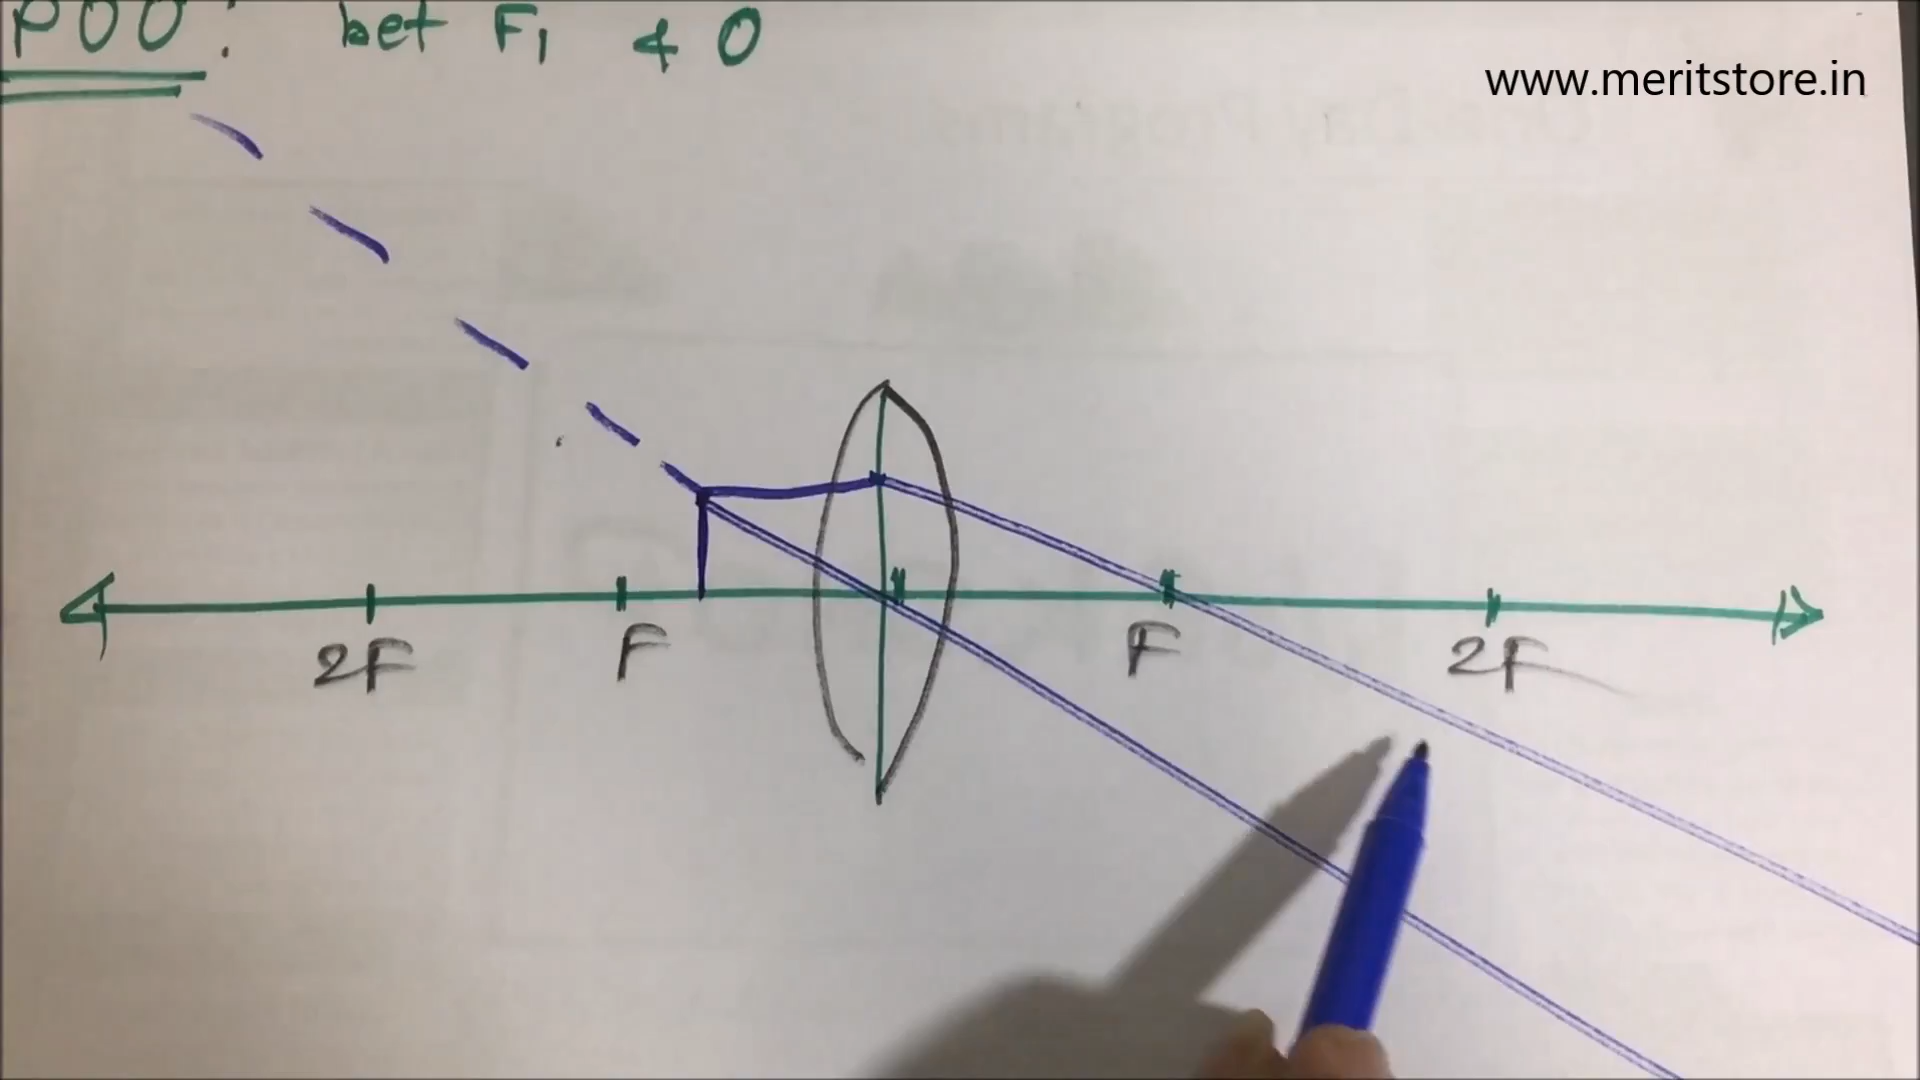 POO: bet F1 & O
www.meritstore.in
2F F F 2F